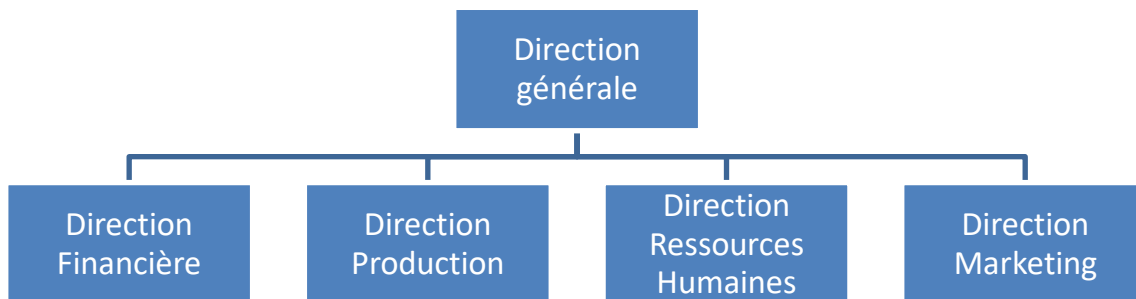 Direction
générale
Direction
Financière
Direction
Production
Direction
Ressources
Humaines
Direction
Marketing